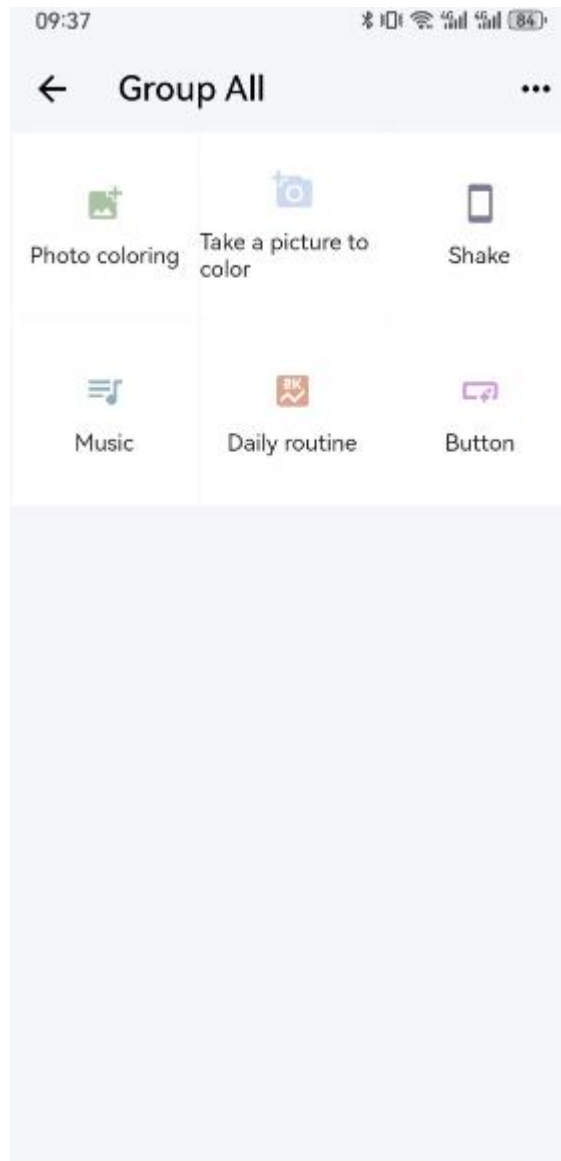 09:37
84
Group All
Photo coloring
Take a picture to
color
Shake
Music
Daily routine
Button